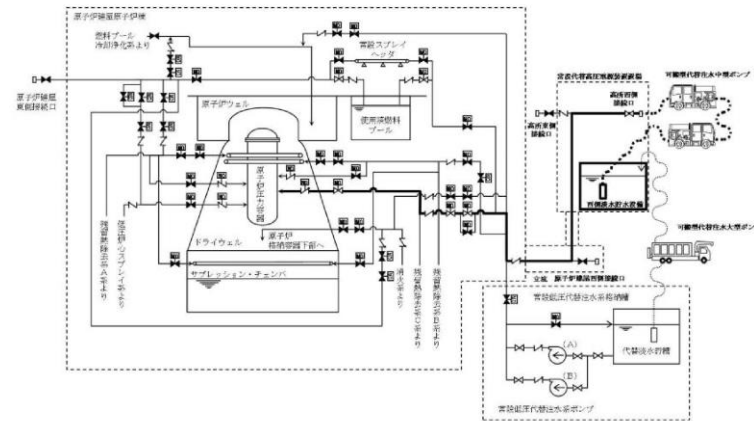 原子炉建屋原子炉棟
燃料プール
冷却浄化系より
常設スプレイ
ヘッダ
原子炉建屋
東側接続口
原子炉ウェル
使用済燃料
プール
常設代替高圧電源装置置場
可搬型代替注水中型ポンプ
高所西側
接続口
高所東側
接続口
西側淡水貯水設備
可搬型代替注水大型ポンプ
原子炉圧力容器
原子炉
格納容器下部へ
ドライウェル
サプレッション・チェンバ
残留熱除去系A系より
低圧炉心スプレイ系より
消火系より
残留熱除去系C系より
残留熱除去系B系より
原子炉建屋西側接続口
常設低圧代替注水系格納槽
代替淡水貯槽
(A)
(B)
常設低圧代替注水系ポンプ